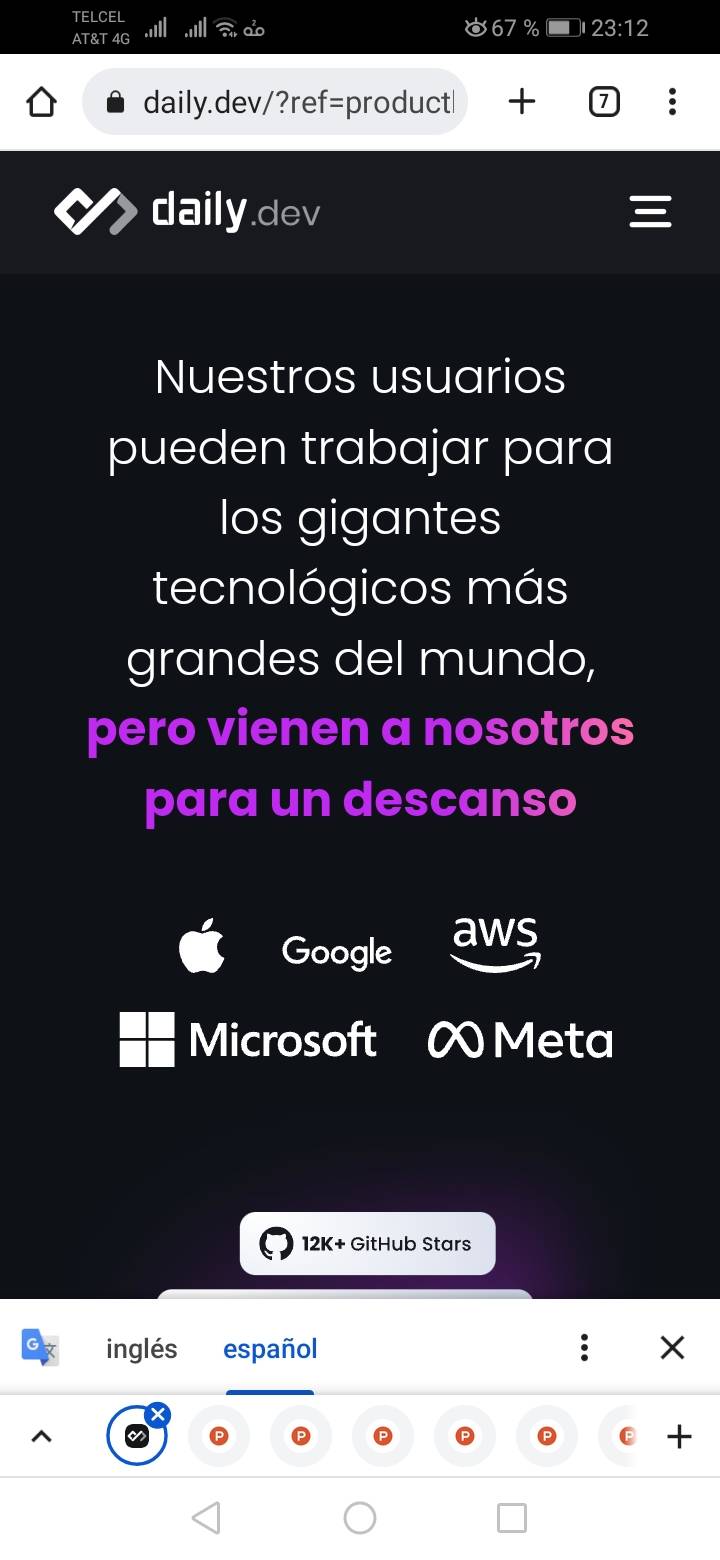 TELCEL
AT&T 4G
67 % 23:12
daily.dev/?ref=product
7
daily.dev
Nuestros usuarios
pueden trabajar para
los gigantes
tecnológicos más
grandes del mundo,
pero vienen a nosotros
para un descanso
Google
aws
Microsoft
Meta
12K+ GitHub Stars
G 文
inglés
español
P
P
P
P
P
P